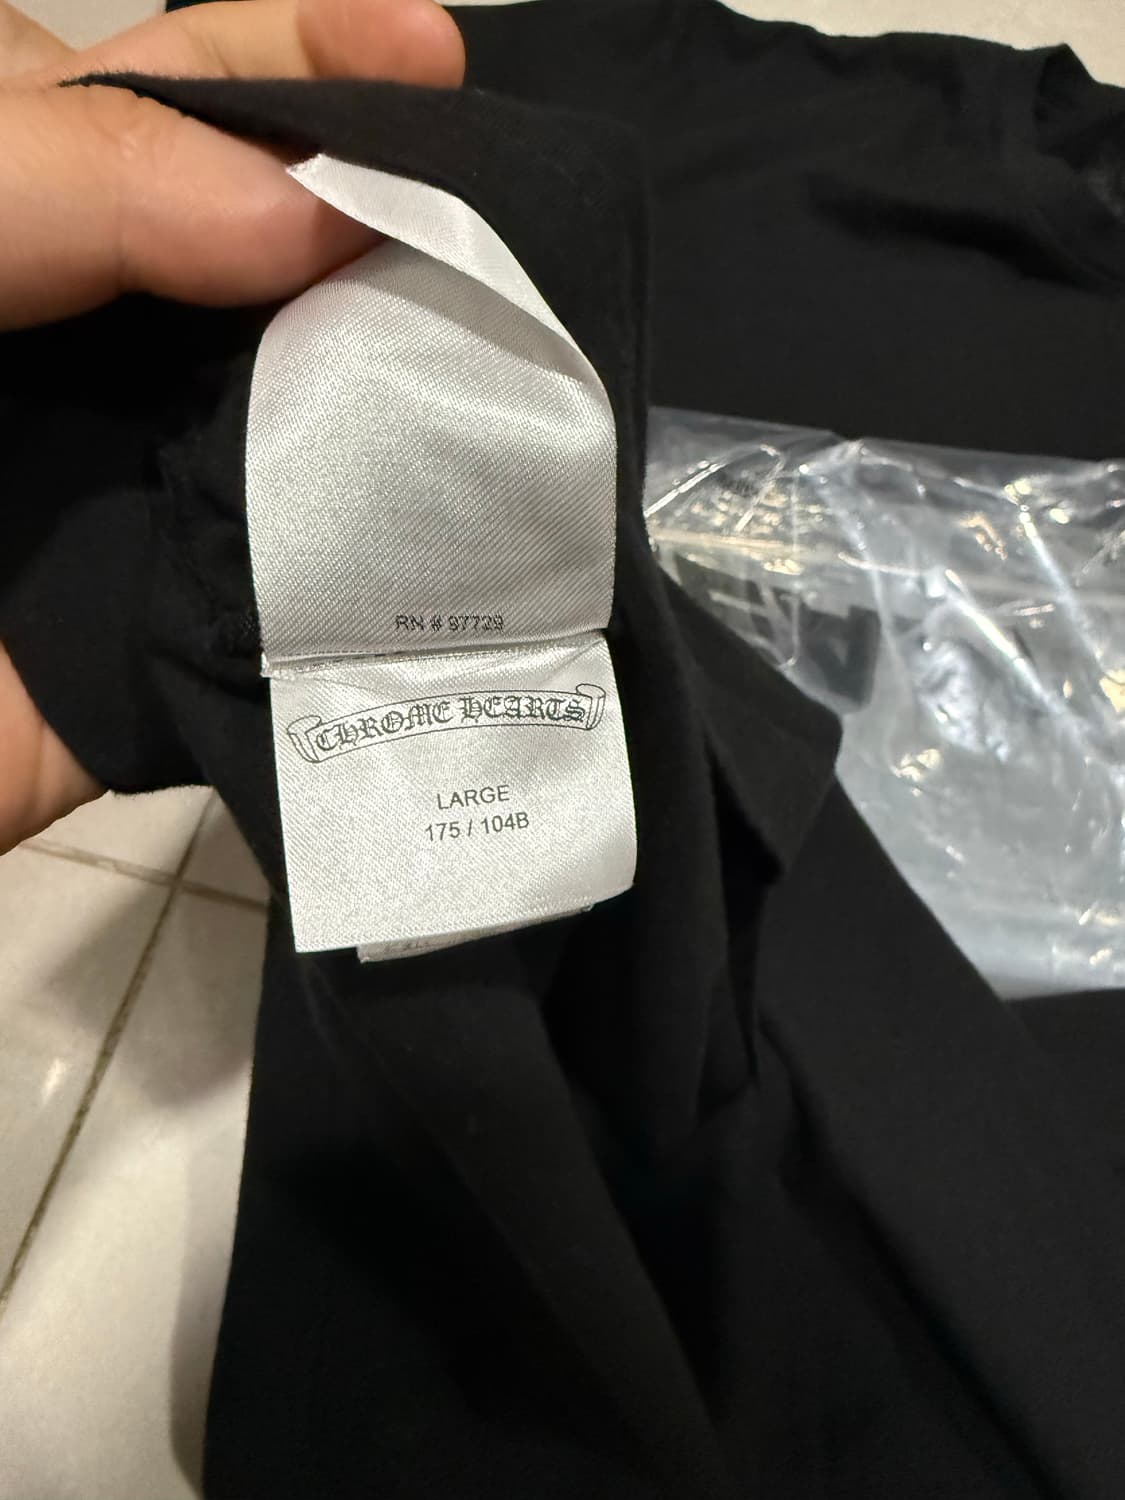 RN # 97729
CHROME HEARTS
LARGE
175 / 104B